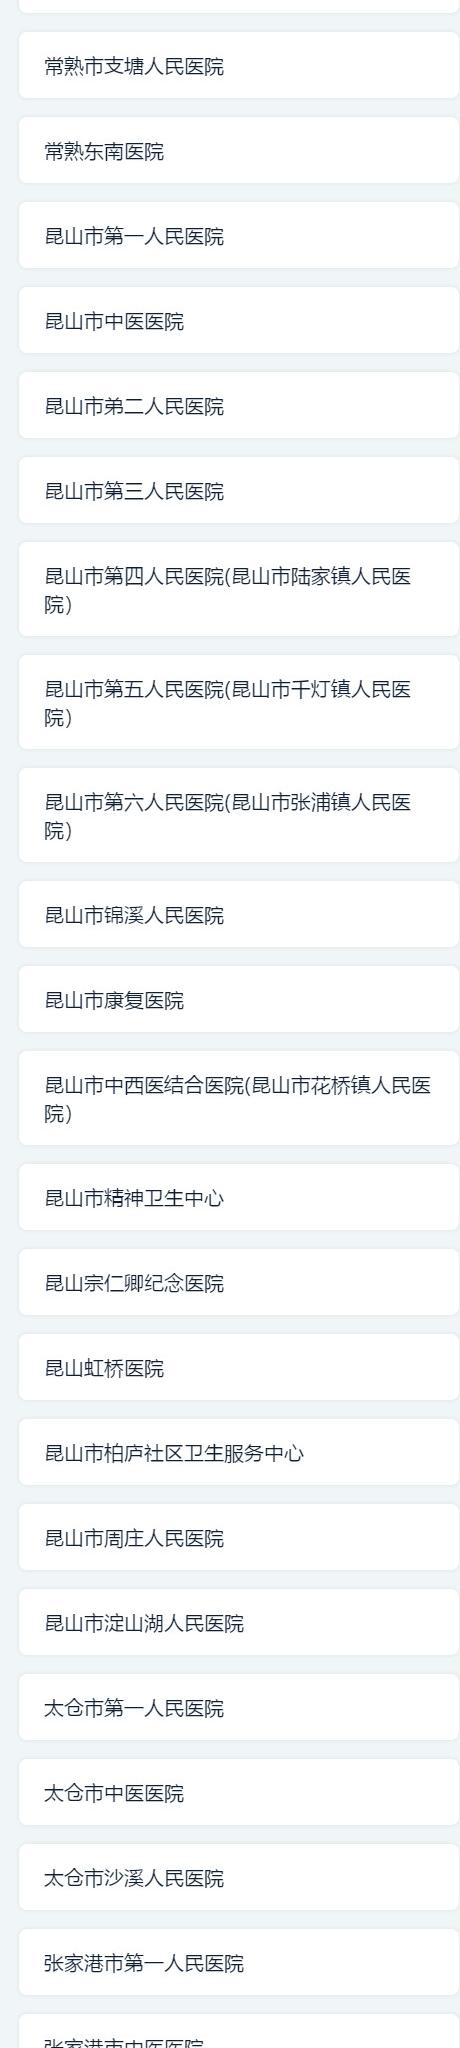 常熟市支塘人民医院
常熟东南医院
昆山市第一人民医院
昆山市中医医院
昆山市弟二人民医院
昆山市第三人民医院
昆山市第四人民医院(昆山市陆家镇人民医
院)
昆山市第五人民医院(昆山市千灯镇人民医
院)
昆山市第六人民医院(昆山市张浦镇人民医
院)
昆山市锦溪人民医院
昆山市康复医院
昆山市中西医结合医院(昆山市花桥镇人民医
院)
昆山市精神卫生中心
昆山宗仁卿纪念医院
昆山虹桥医院
昆山市柏庐社区卫生服务中心
昆山市周庄人民医院
昆山市淀山湖人民医院
太仓市第一人民医院
太仓市中医医院
太仓市沙溪人民医院
张家港市第一人民医院
张家港市中医医院